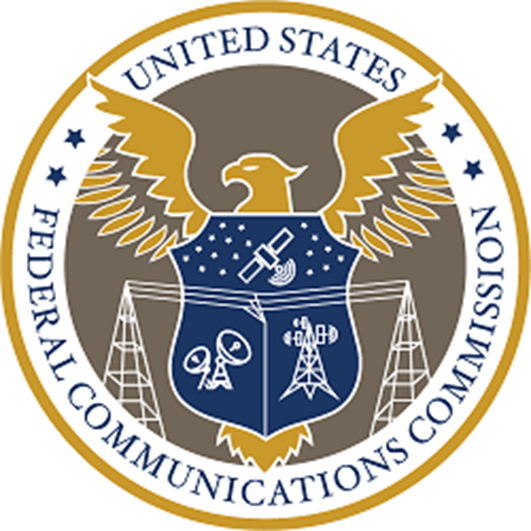 UNITED STATES
FEDERAL COMMUNICATIONS COMMISSION